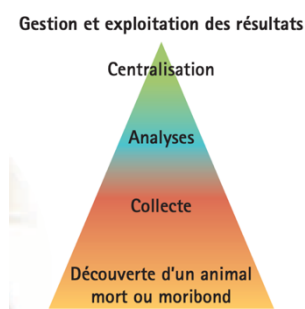 Gestion et exploitation des résultats
Centralisation
Analyses
Collecte
Découverte d'un animal
mort ou moribond